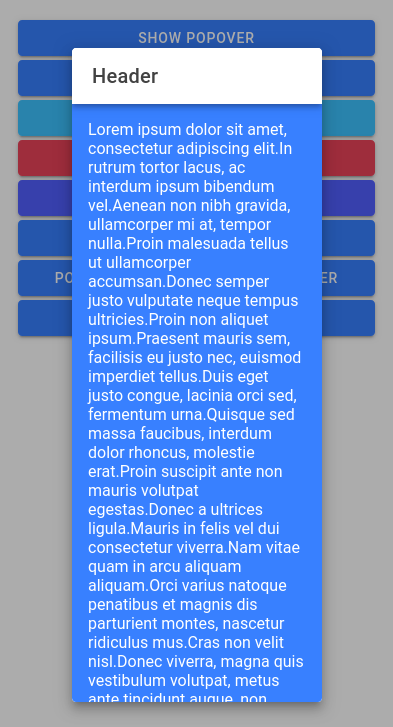 SHOW POPOVER
Header
Lorem ipsum dolor sit amet,
consectetur adipiscing elit.In
rutrum tortor lacus, ac
interdum ipsum bibendum
vel.Aenean non nibh gravida,
ullamcorper mi at, tempor
nulla.Proin malesuada tellus
ut ullamcorper
accumsan.Donec semper
justo vulputate neque tempus
ultricies.Proin non aliquet
ipsum.Praesent mauris sem,
facilisis eu justo nec, euismod
imperdiet tellus.Duis eget
justo congue, lacinia orci sed,
fermentum urna.Quisque sed
massa faucibus, interdum
dolor rhoncus, molestie
erat.Proin suscipit ante non
mauris volutpat
egestas.Donec a ultrices
ligula.Mauris in felis vel dui
consectetur viverra.Nam vitae
quam in arcu aliquam
aliquam.Orci varius natoque
penatibus et magnis dis
parturient montes, nascetur
ridiculus mus.Cras non velit
nisl.Donec viverra, magna quis
vestibulum volutpat, metus
ante tincidunt augue, non